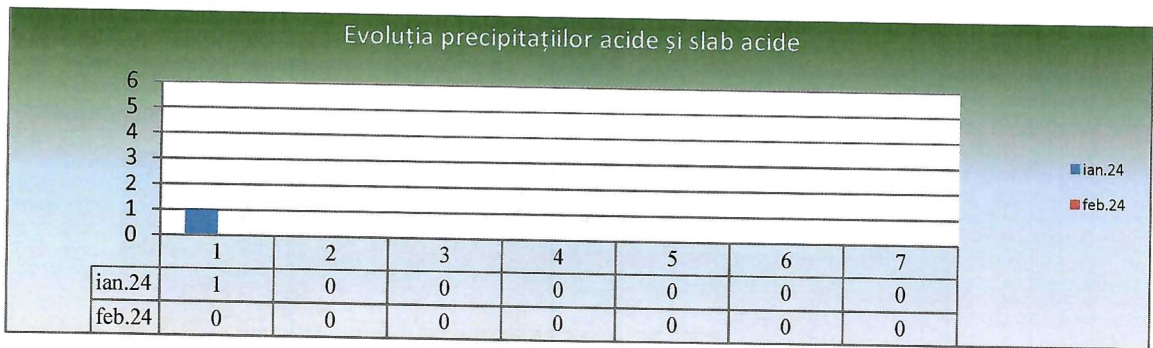 Evoluția precipitațiilor acide și slab acide
6
5
4
3
2
1
0
1 2 3 4 5 6 7
ian.24 1 0 0 0 0 0 0
feb.24 0 0 0 0 0 0 0
ian.24
feb.24